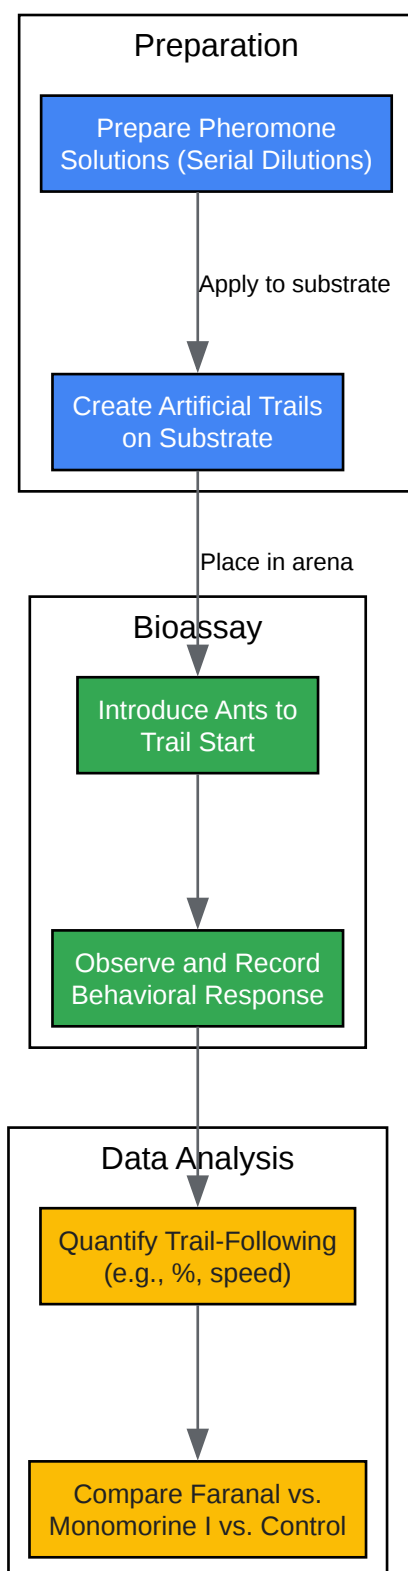 Preparation
Prepare Pheromone
Solutions (Serial Dilutions)
Apply to substrate
Create Artificial Trails
on Substrate
Place in arena
Bioassay
Introduce Ants to
Trail Start
Observe and Record
Behavioral Response
Data Analysis
Quantify Trail-Following
(e.g., %, speed)
Compare Faranal vs.
Monomorine I vs. Control